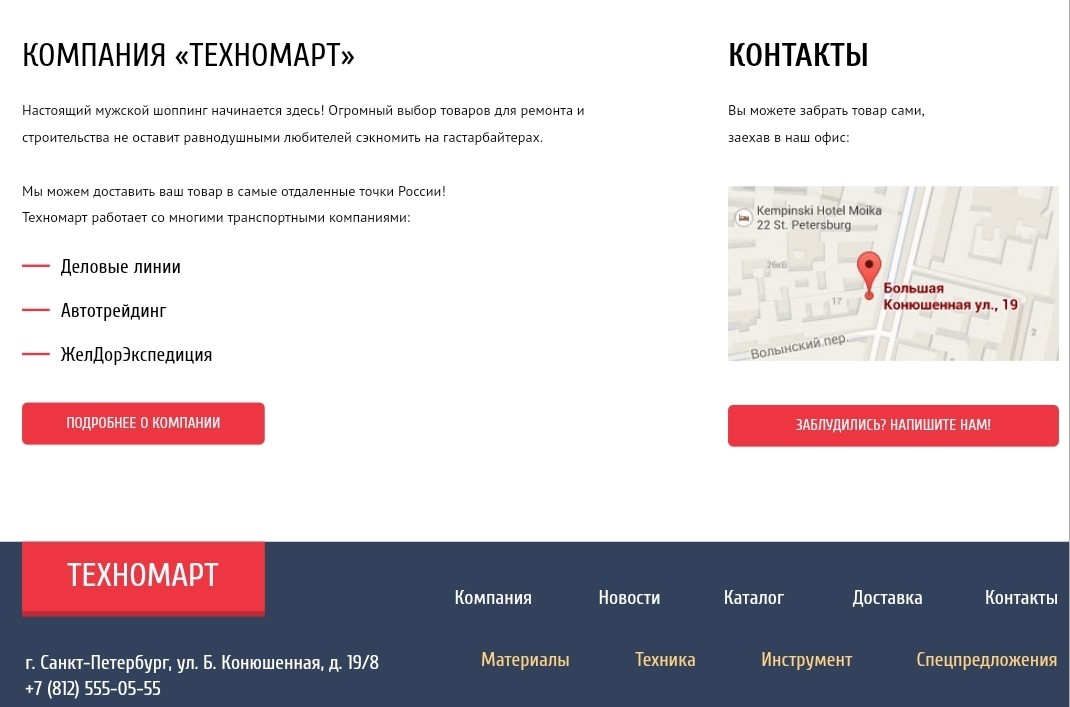 КОМПАНИЯ «ТЕХНОМАРТ»
Настоящий мужской шоппинг начинается здесь! Огромный выбор товаров для ремонта и
строительства не оставит равнодушными любителей сэкномить на гастарбайтерах.
Мы можем доставить ваш товар в самые отдаленные точки России!
Техномарт работает со многими транспортными компаниями:
Деловые линии
Автотрейдинг
ЖелДорЭкспедиция
ПОДРОБНЕЕ О КОМПАНИИ
КОНТАКТЫ
Вы можете забрать товар сами,
заехав в наш офис:
Kempinski Hotel Moika
22 St. Petersburg
26кБ
17
Большая
Конюшенная ул., 19
2
Волынский пер.
ЗАБЛУДИЛИСЬ? НАПИШИТЕ НАМ!
ТЕХНОМАРТ
г. Санкт-Петербург, ул. Б. Конюшенная, д. 19/8
+7 (812) 555-05-55
Компания Новости Каталог Доставка Контакты
Материалы Техника Инструмент Спецпредложения